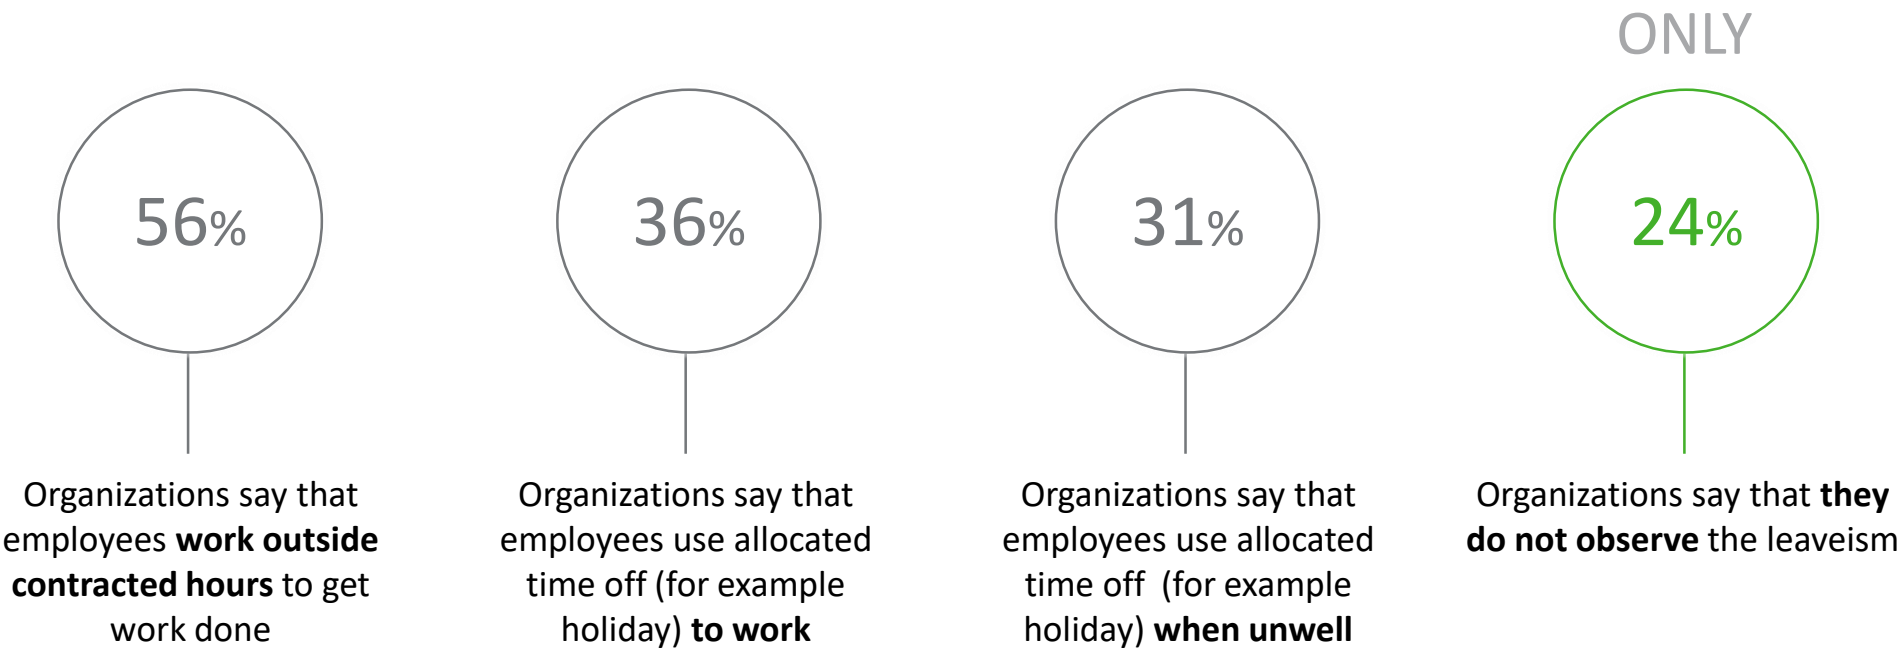 56%
Organizations say that
employees work outside
contracted hours to get
work done
36%
Organizations say that
employees use allocated
time off (for example
holiday) to work
31%
Organizations say that
employees use allocated
time off  (for example
holiday) when unwell
ONLY
24%
Organizations say that they
do not observe the leaveism